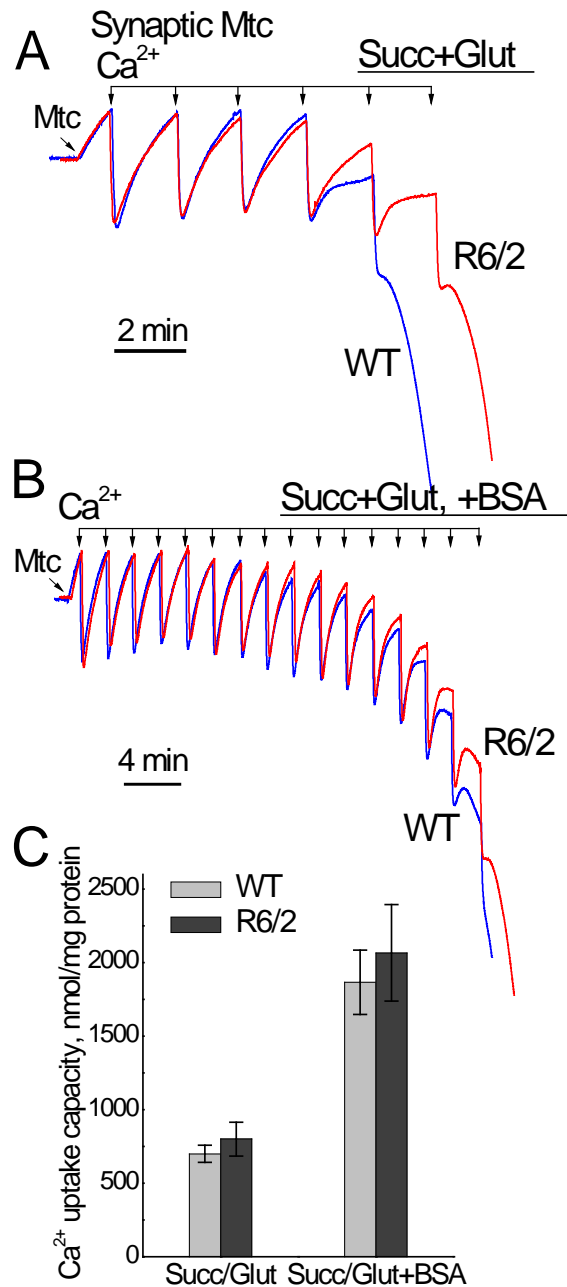 A
Synaptic Mtc
Ca²⁺
Succ+Glut
Mtc
R6/2
WT
2 min
B
Ca²⁺
Succ+Glut, +BSA
Mtc
4 min
R6/2
WT
C
Ca²⁺ uptake capacity, nmol/mg protein
2500
2000
1500
1000
500
0
WT
R6/2
Succ/Glut
Succ/Glut+BSA